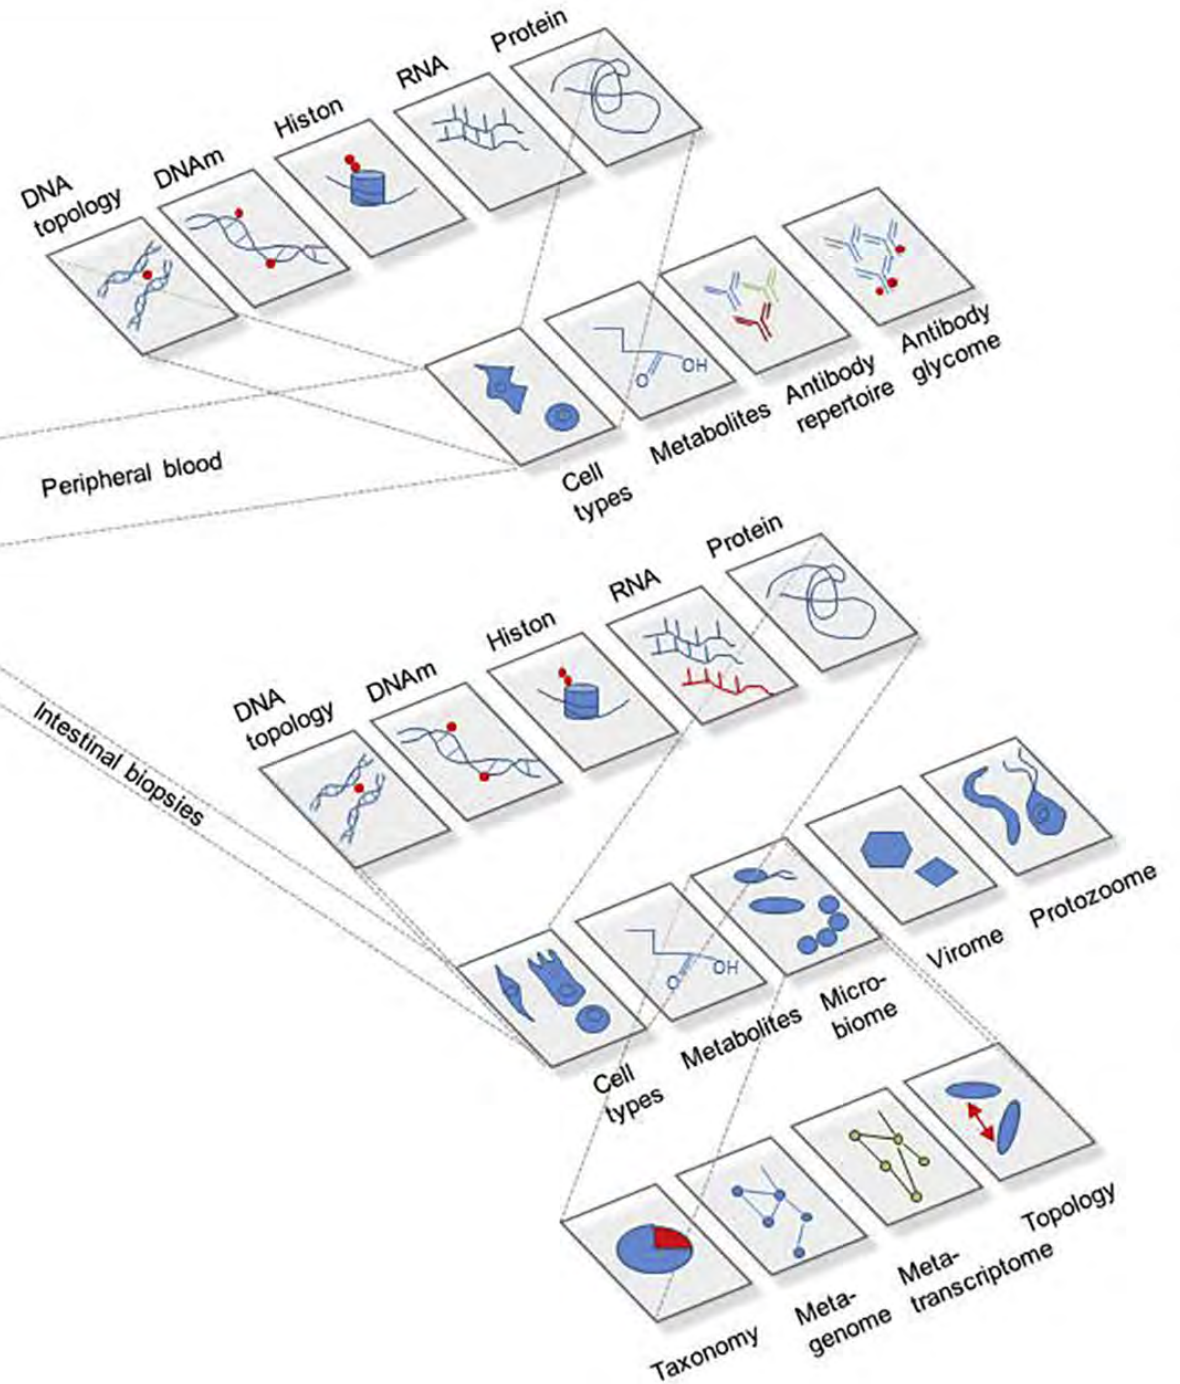 Protein
RNA
Histon
DNAm
DNA
topology
OH
O
Antibody
glycome
Antibody
repertoire
Metabolites
Cell
types
Peripheral blood
Protein
RNA
Histon
DNAm
DNA
topology
Intestinal biopsies
OH
O
Protozoome
Virome
Micro-
biome
Metabolites
Cell
types
Topology
Meta-
transcriptome
Meta-
genome
Taxonomy